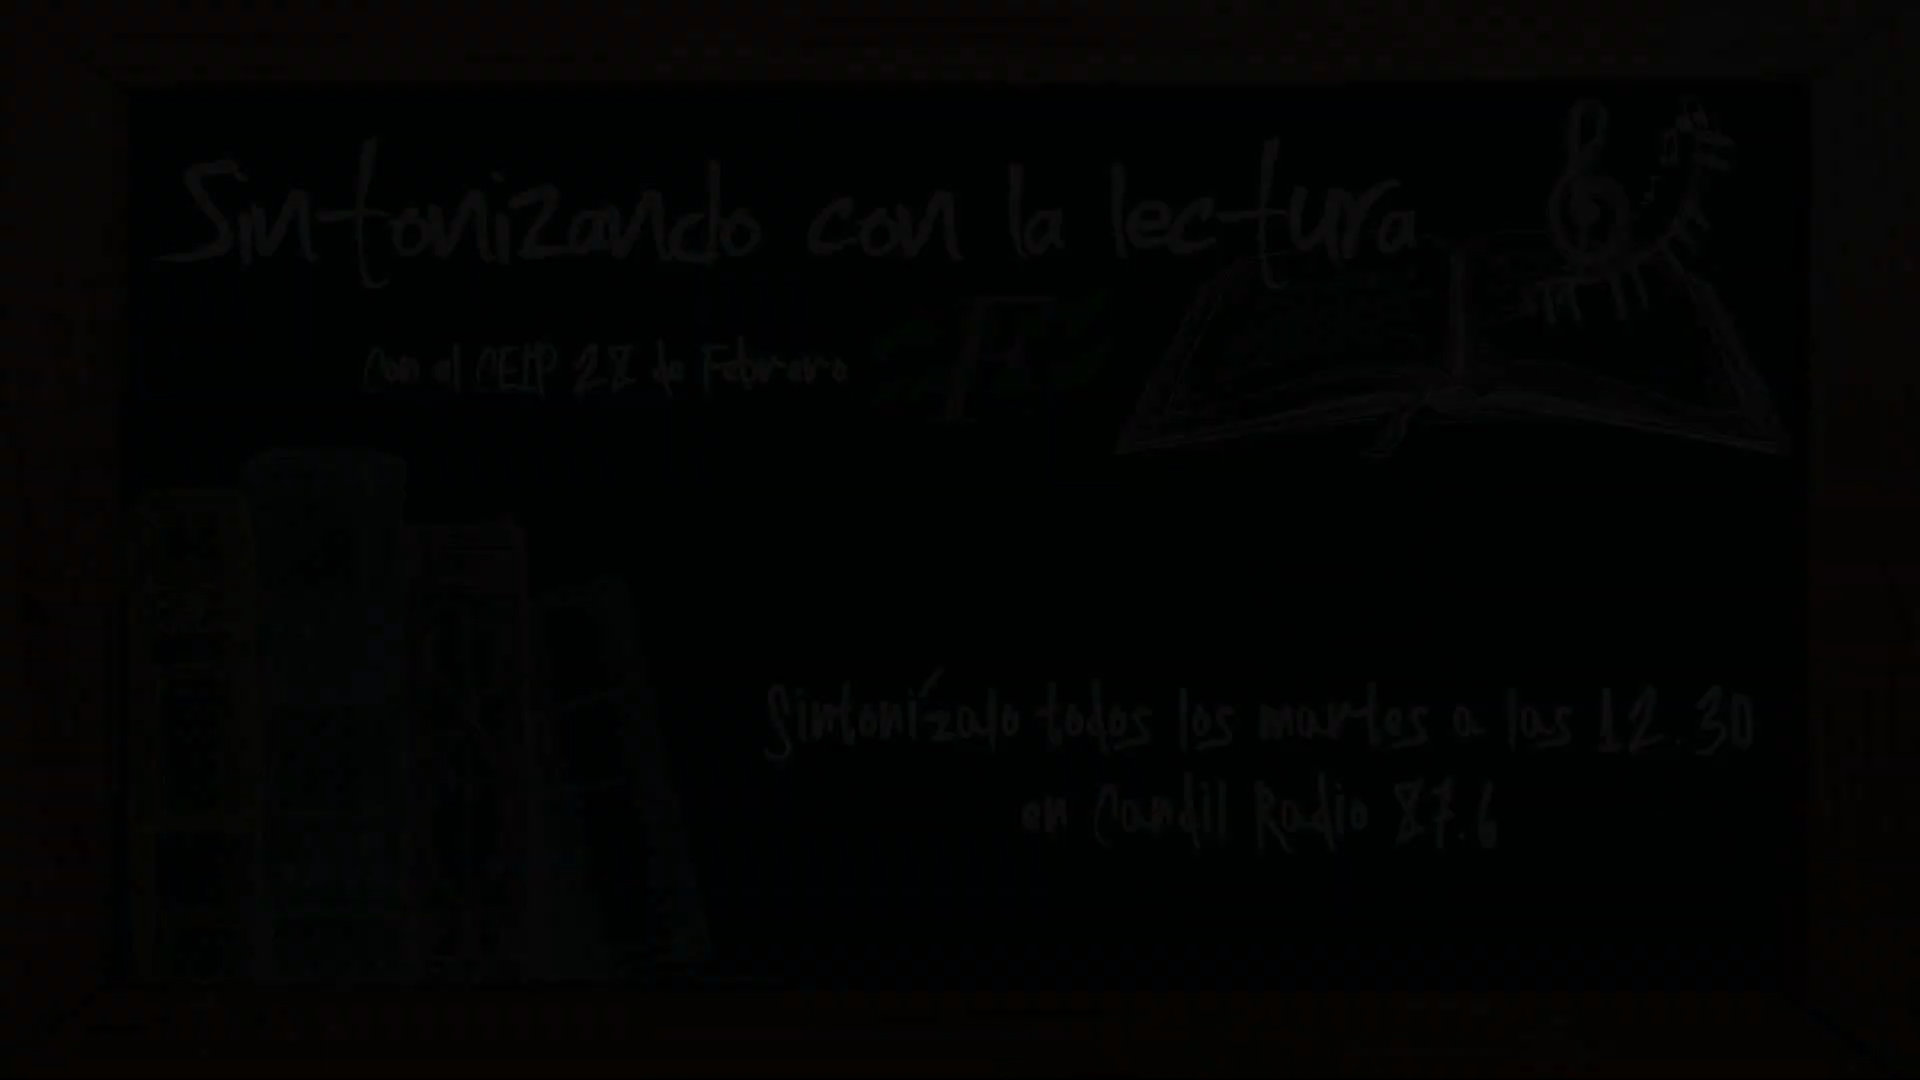 Sintonizando con la lectura
Con el CEIP 28 de Febrero
Sintonízalo todos los martes a las 12.30
en Candil Radio 87.6